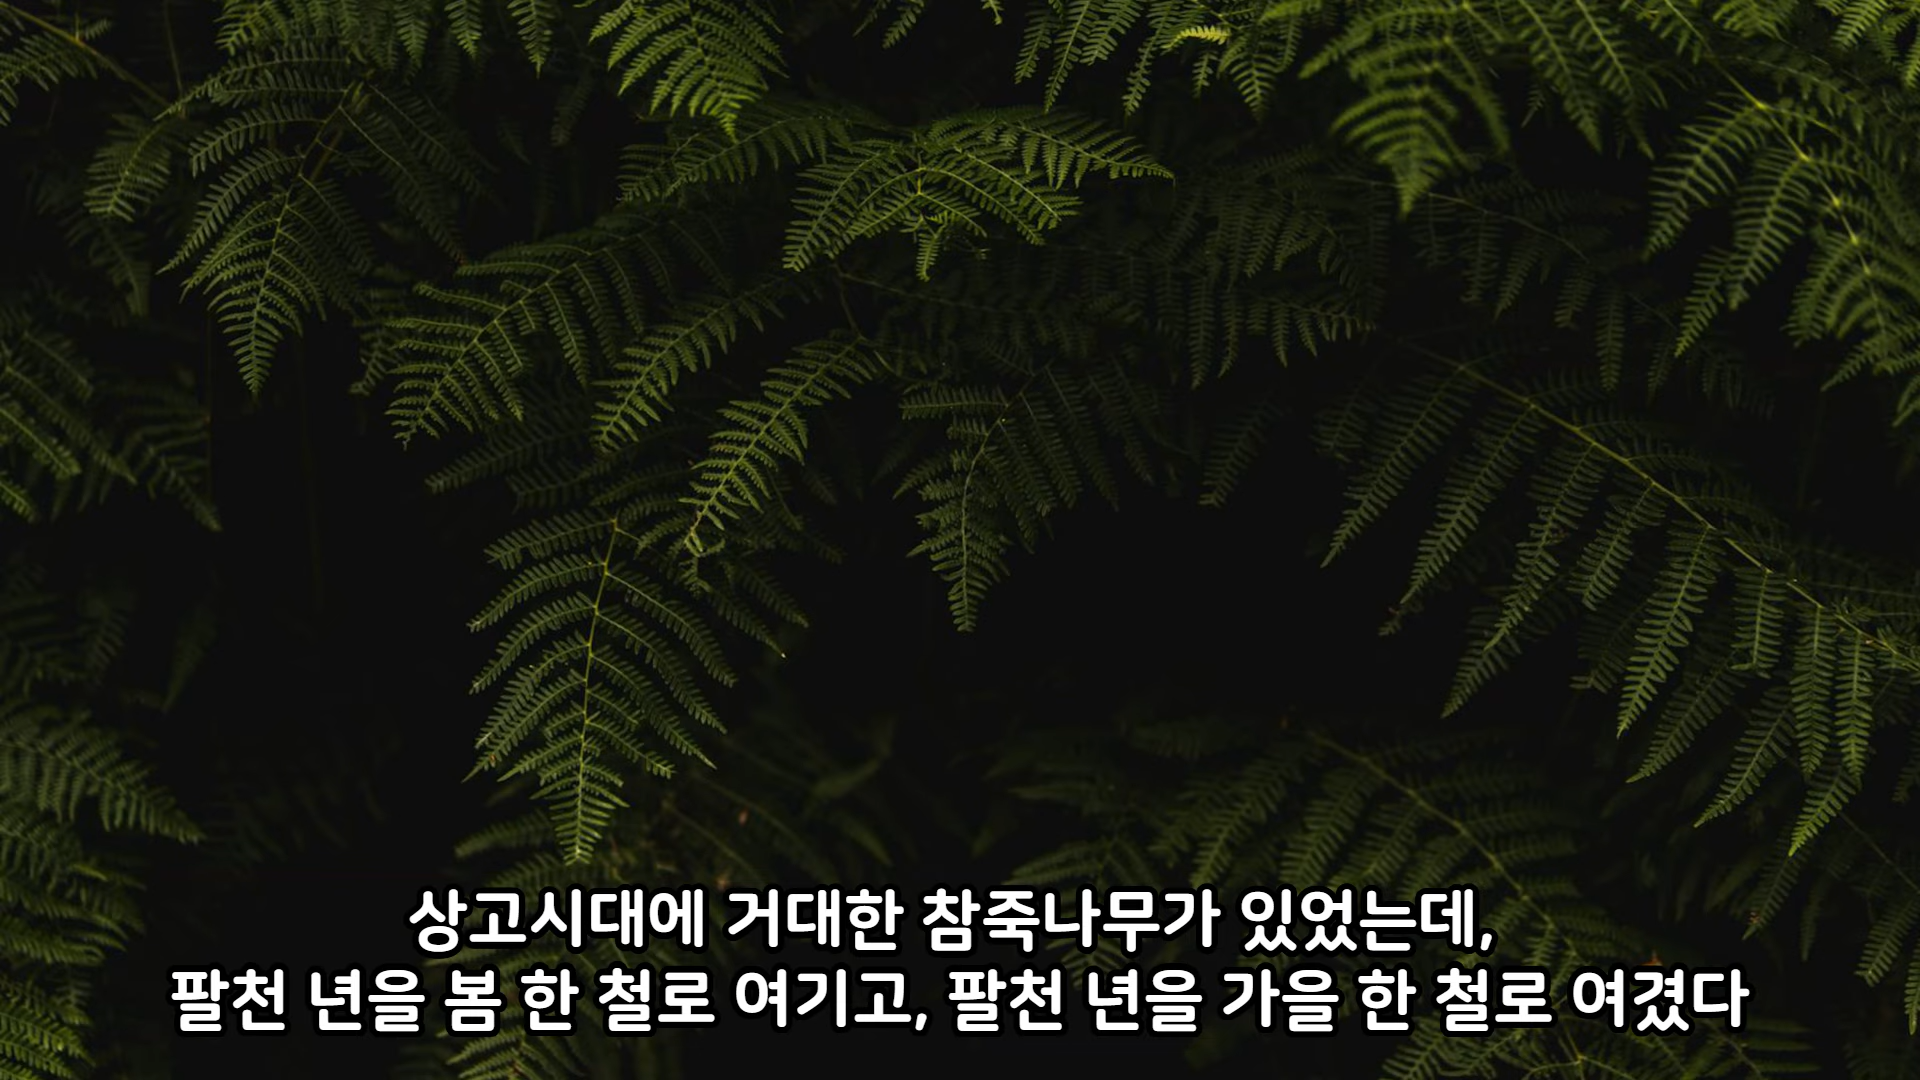 상고시대에 거대한 참죽나무가 있었는데,
팔천 년을 봄 한 철로 여기고, 팔천 년을 가을 한 철로 여겼다